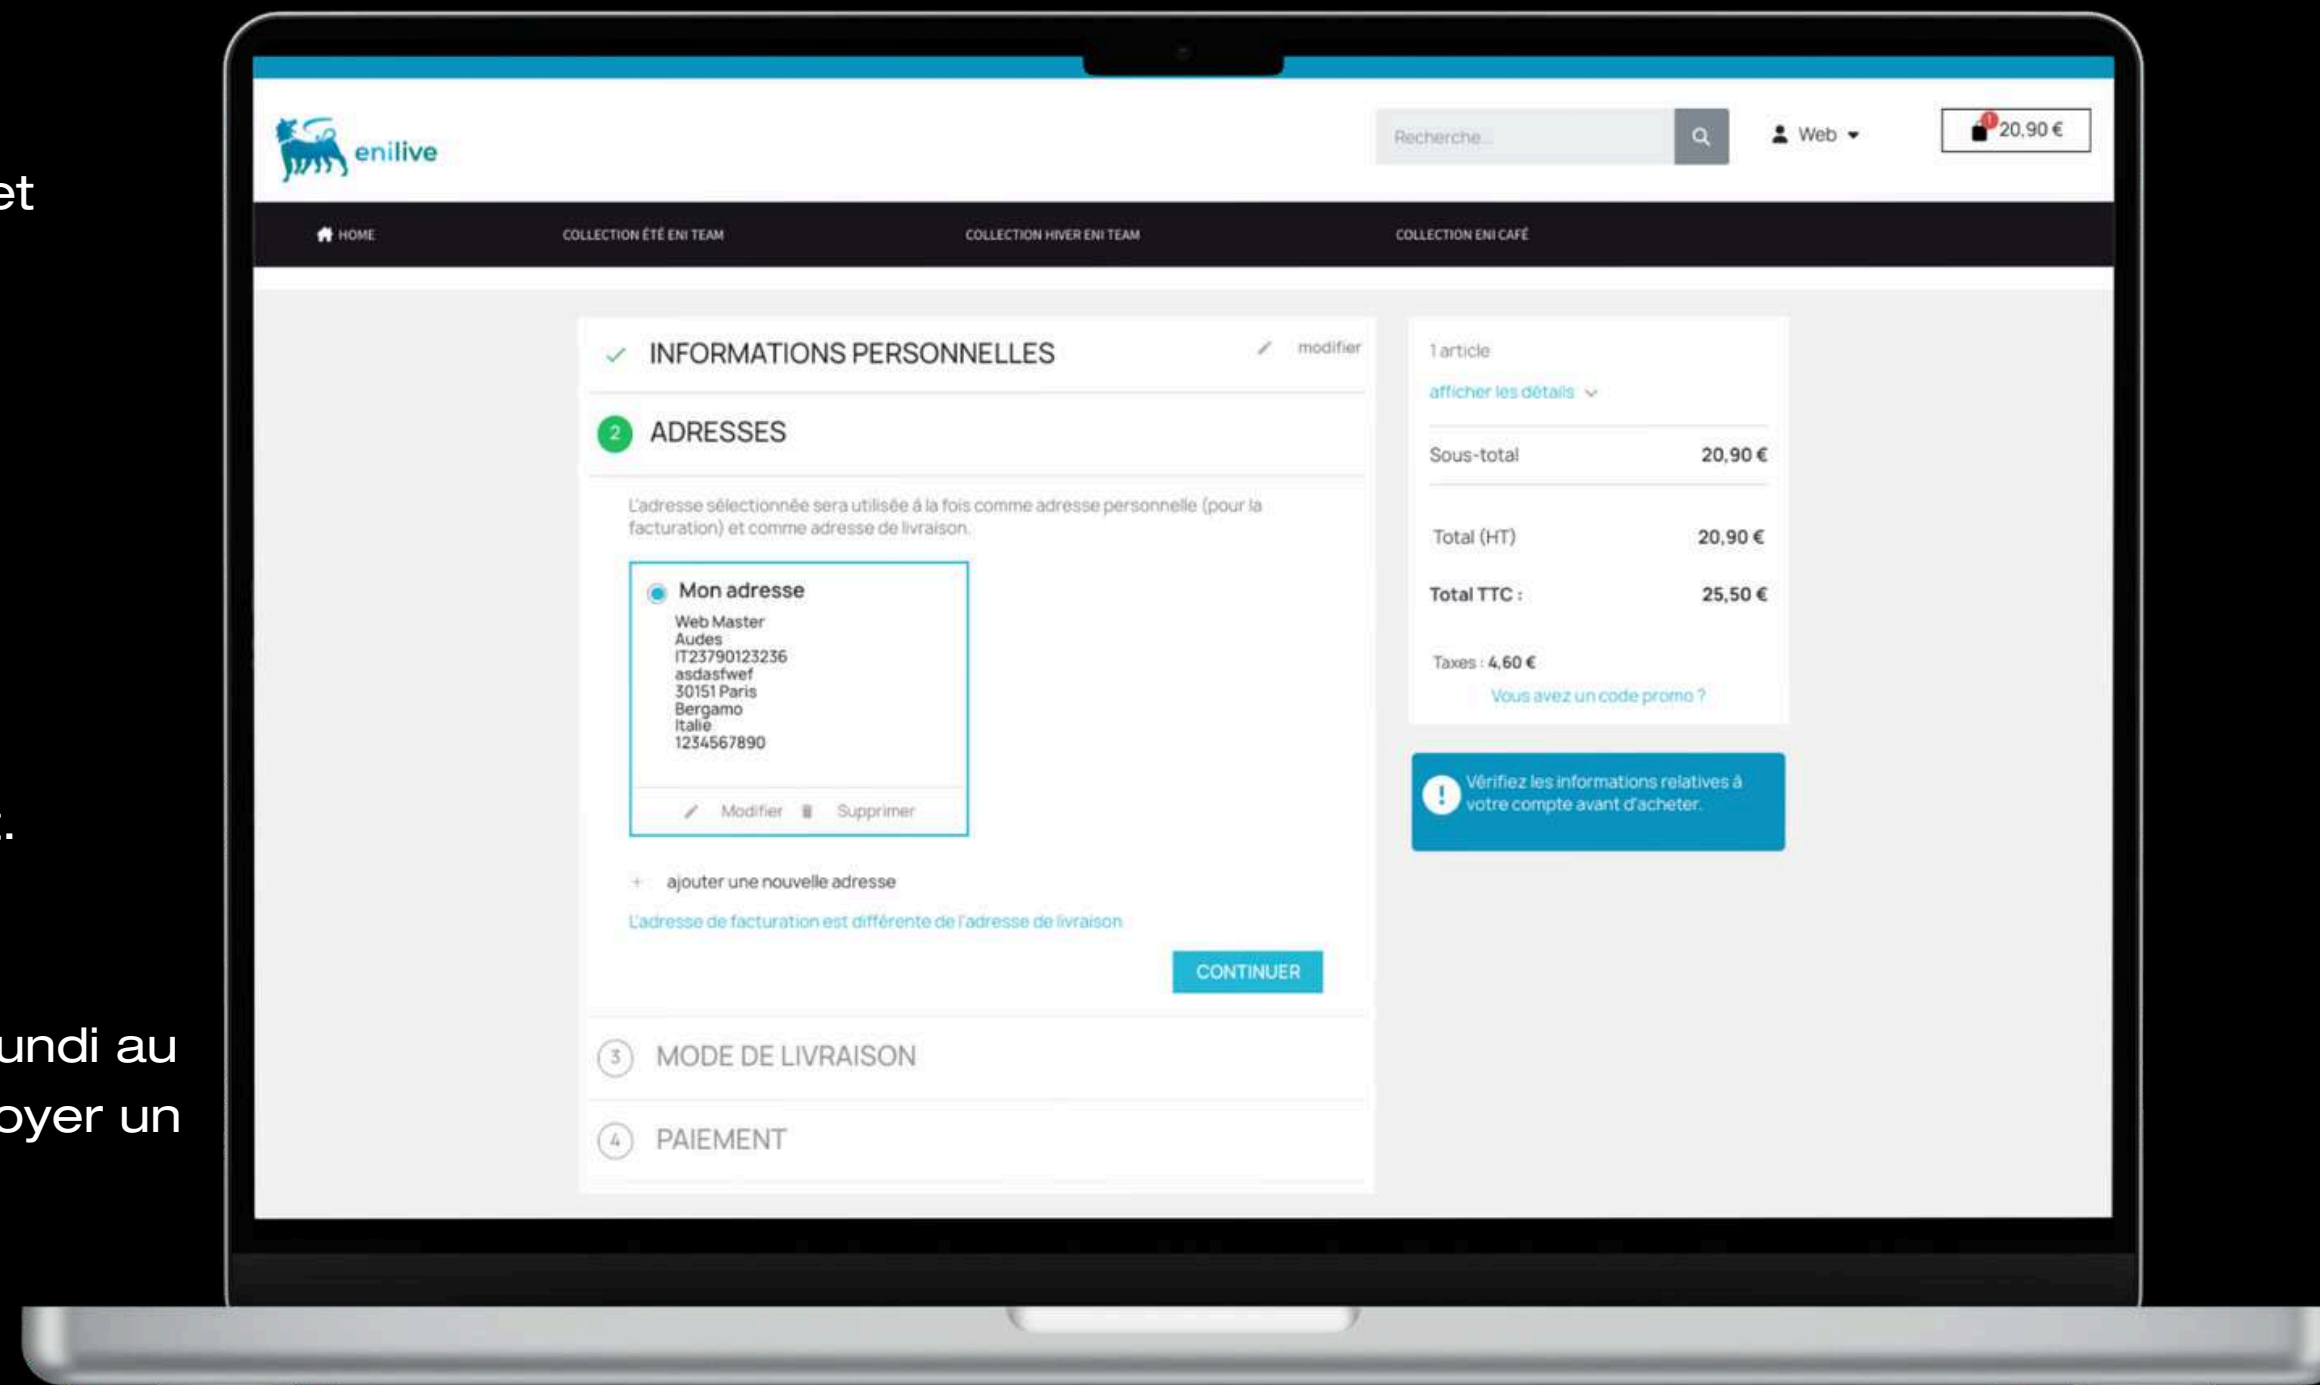 et
t.
undi au
oyer un
enilive
Recherche...
Web
1
20,90 €
HOME
COLLECTION ÉTÉ ENI TEAM
COLLECTION HIVER ENI TEAM
COLLECTION ENI CAFÉ
INFORMATIONS PERSONNELLES
modifier
2 ADRESSES
L'adresse sélectionnée sera utilisée á la fois comme adresse personnelle (pour la
facturation) et comme adresse de livraison.
Mon adresse
Web Master
Audes
IT23790123236
asdasfwef
30151 Paris
Bergamo
Italie
1234567890
Modifier
Supprimer
+ ajouter une nouvelle adresse
L'adresse de facturation est différente de l'adresse de livraison
CONTINUER
3 MODE DE LIVRAISON
4 PAIEMENT
1 article
afficher les détails
Sous-total 20,90 €
Total (HT) 20,90 €
Total TTC : 25,50 €
Taxes : 4,60 €
Vous avez un code promo ?
! Vérifiez les informations relatives à
votre compte avant d'acheter.